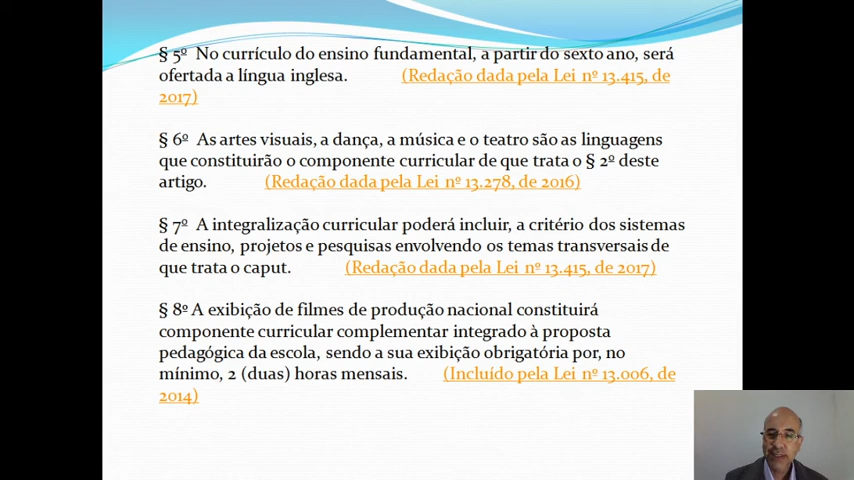 § 5º No currículo do ensino fundamental, a partir do sexto ano, será
ofertada a língua inglesa. (Redação dada pela Lei nº 13.415, de
2017)
§ 6º As artes visuais, a dança, a música e o teatro são as linguagens
que constituirão o componente curricular de que trata o § 2º deste
artigo. (Redação dada pela Lei nº 13.278, de 2016)
§ 7º A integralização curricular poderá incluir, a critério dos sistemas
de ensino, projetos e pesquisas envolvendo os temas transversais de
que trata o caput. (Redação dada pela Lei nº 13.415, de 2017)
§ 8º A exibição de filmes de produção nacional constituirá
componente curricular complementar integrado à proposta
pedagógica da escola, sendo a sua exibição obrigatória por, no
mínimo, 2 (duas) horas mensais. (Incluído pela Lei nº 13.006, de
2014)